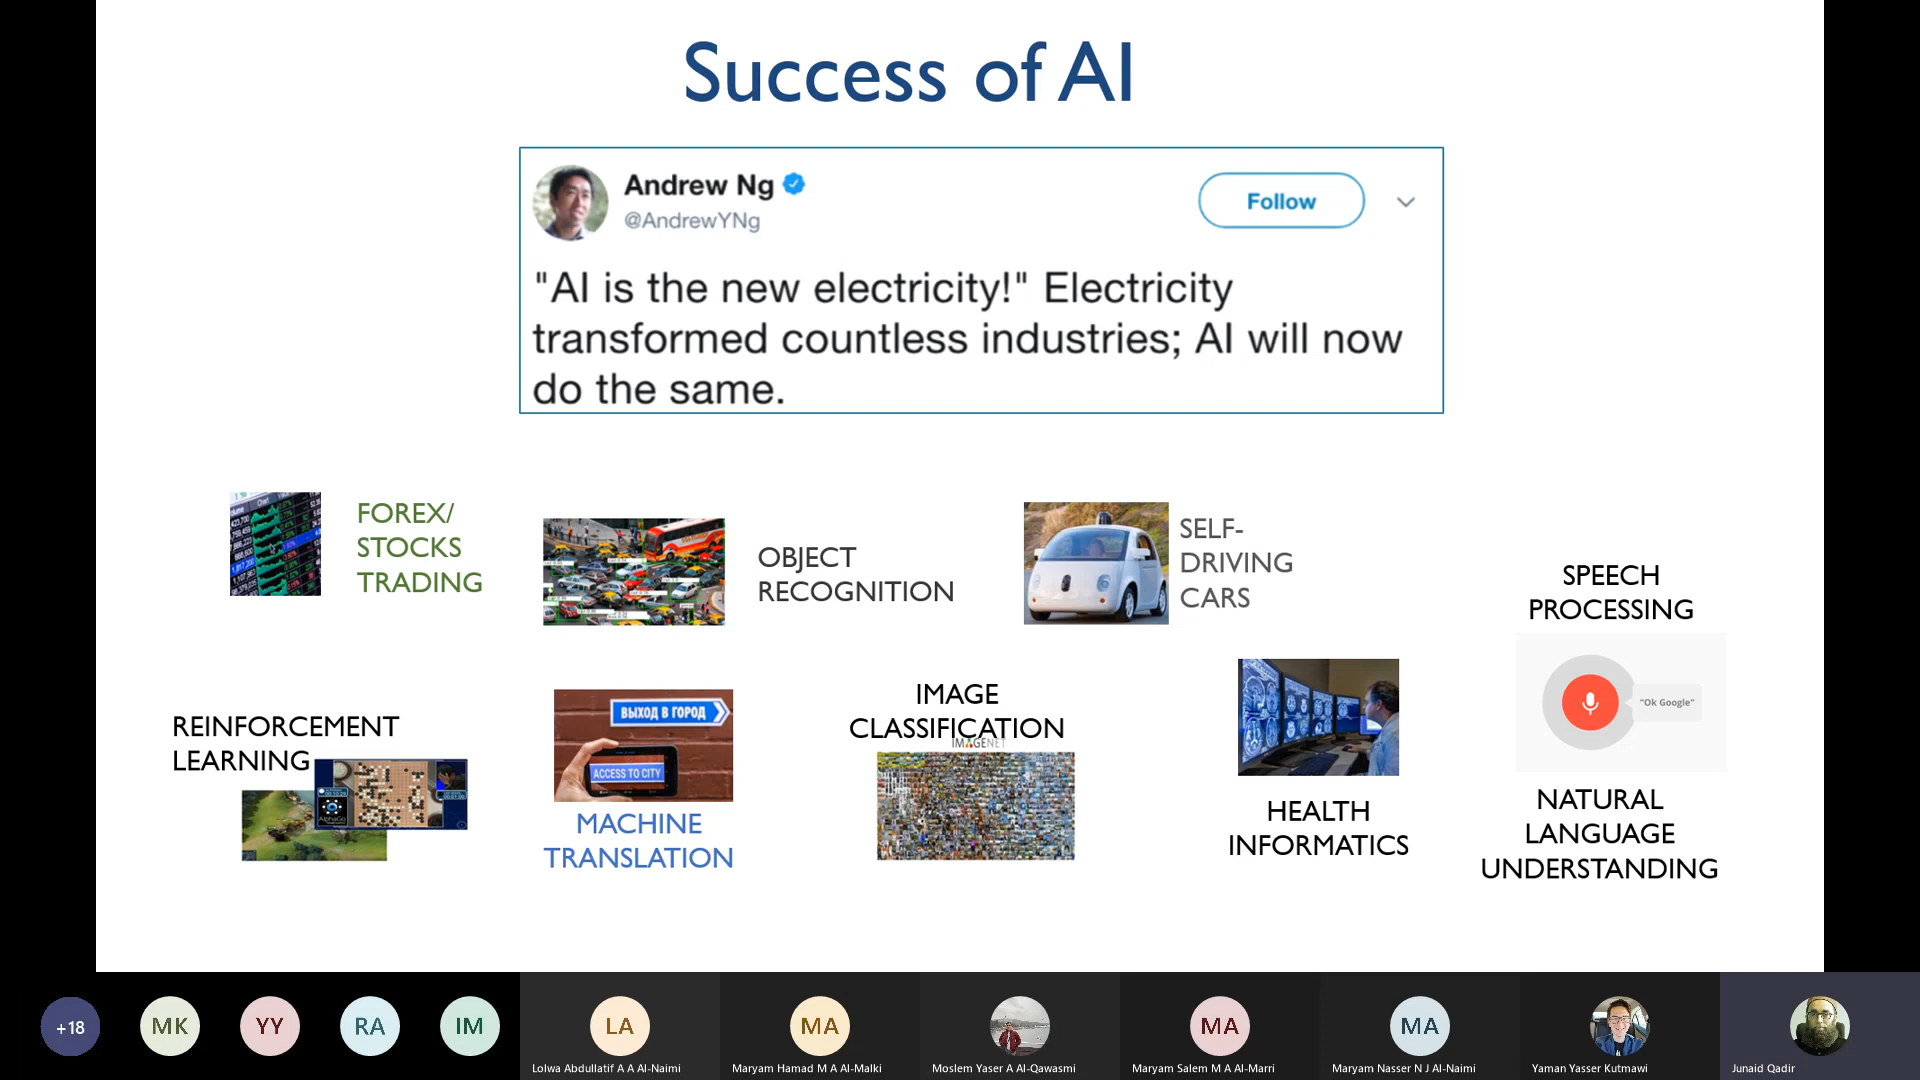 Success of AI
Andrew Ng
@AndrewYNg
Follow
"AI is the new electricity!" Electricity
transformed countless industries; AI will now
do the same.
FOREX/
STOCKS
TRADING
OBJECT
RECOGNITION
SELF-
DRIVING
CARS
SPEECH
PROCESSING
"Ok Google"
REINFORCEMENT
LEARNING
AlphaGo
ВЫХОД В ГОРОД
ACCESS TO CITY
MACHINE
TRANSLATION
IMAGE
CLASSIFICATION
IMAGENET
HEALTH
INFORMATICS
NATURAL
LANGUAGE
UNDERSTANDING
+18
MK
YY
RA
IM
LA
MA
MA
MA
Lolwa Abdullatif A A Al-Naimi
Maryam Hamad M A Al-Malki
Moslem Yaser A Al-Qawasmi
Maryam Salem M A Al-Marri
Maryam Nasser N J Al-Naimi
Yaman Yasser Kutmawi
Junaid Qadir